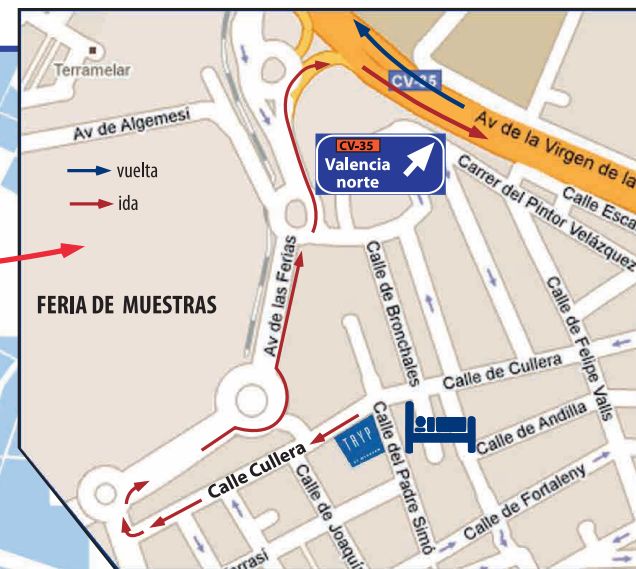 Terramelar
CV-35
Av de Algemesi
Av de la Virgen de la
vuelta
CV-35
Valencia
norte
ida
Carrer del Pintor Velázquez
Calle Esca
FERIA DE MUESTRAS
Av de las Ferias
Calle de Bronchales
Calle de Felipe Valls
Calle de Cullera
TRYP
Calle del Padre Simó
Calle de Andilla
Calle Cullera
Calle de Joaquí
Calle de Fortaleny
rrasi